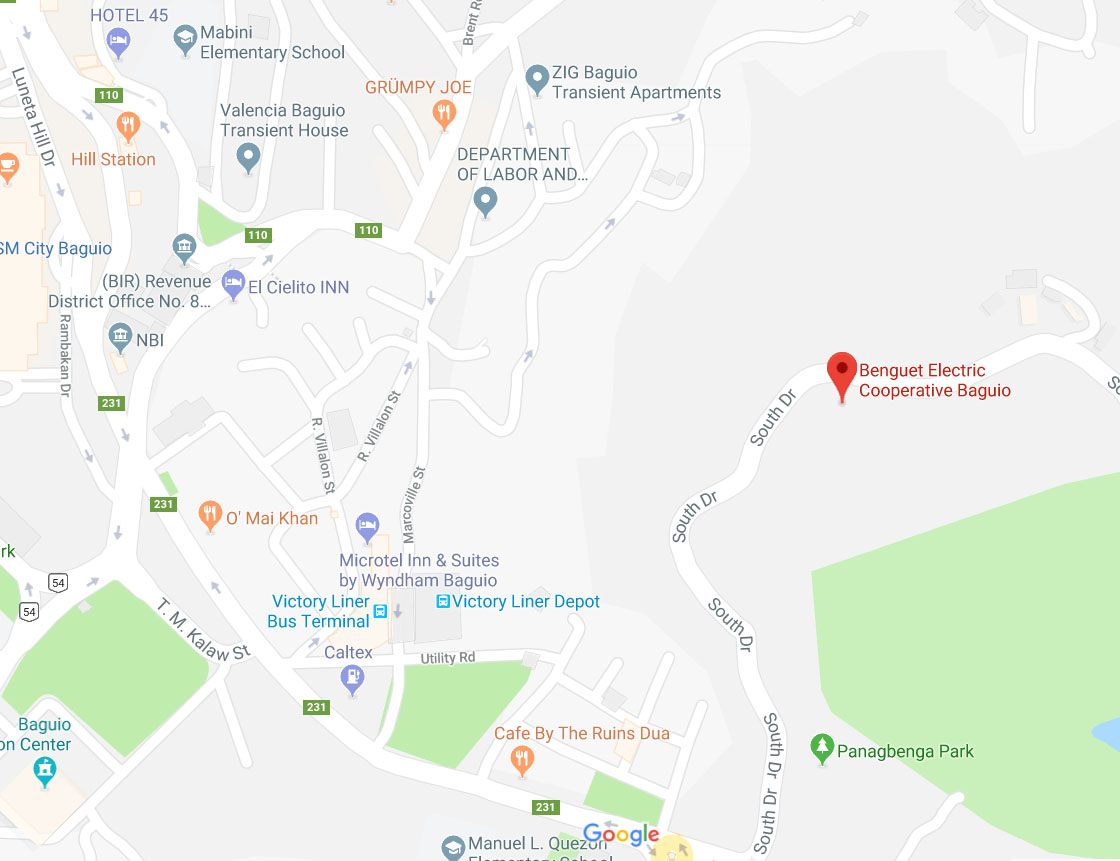 HOTEL 45
Mabini
Elementary School
Brent Rd
Luneta Hill Dr
110
GRÜMPY JOE
ZIG Baguio
Transient Apartments
Valencia Baguio
Transient House
Hill Station
DEPARTMENT
OF LABOR AND...
110
110
SM City Baguio
(BIR) Revenue
District Office No. 8...
El Cielito INN
NBI
Rambakan Dr
231
Benguet Electric
Cooperative Baguio
South Dr
R. Villalon St
R. Villalon St
Marcoville St
231
O' Mai Khan
South Dr
Microtel Inn & Suites
by Wyndham Baguio
rk
54
54
Victory Liner
Bus Terminal
Victory Liner Depot
T. M. Kalaw St
South Dr
Caltex
Utility Rd
231
Baguio
on Center
Cafe By The Ruins Dua
South Dr
Panagbenga Park
231
South Dr
Google
Manuel L. Quezon
Elementary School